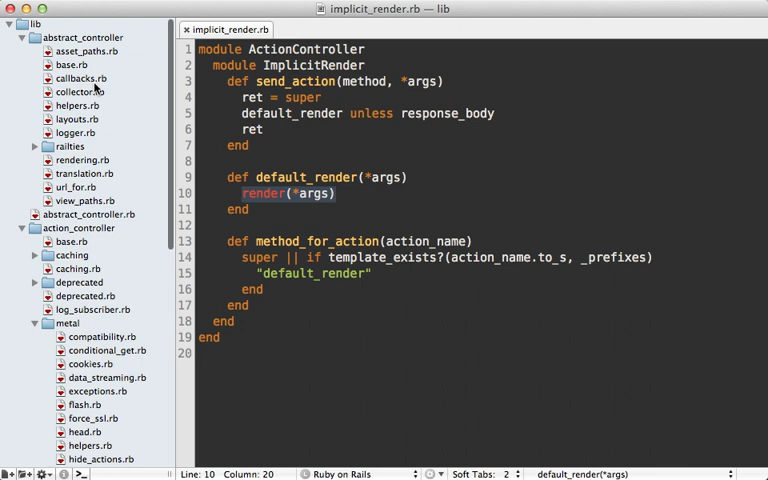 implicit_render.rb — lib
lib
abstract_controller
asset_paths.rb
base.rb
callbacks.rb
collector.rb
helpers.rb
layouts.rb
logger.rb
railties
rendering.rb
translation.rb
url_for.rb
view_paths.rb
abstract_controller.rb
action_controller
base.rb
caching
caching.rb
deprecated
deprecated.rb
log_subscriber.rb
metal
compatibility.rb
conditional_get.rb
cookies.rb
data_streaming.rb
exceptions.rb
flash.rb
force_ssl.rb
head.rb
helpers.rb
hide_actions.rb
implicit_render.rb
1 module ActionController
2   module ImplicitRender
3     def send_action(method, *args)
4       ret = super
5       default_render unless response_body
6       ret
7     end
8
9     def default_render(*args)
10       render(*args)
11     end
12
13     def method_for_action(action_name)
14       super || if template_exists?(action_name.to_s, _prefixes)
15         "default_render"
16       end
17     end
18   end
19 end
20
Line: 10 Column: 20 Ruby on Rails Soft Tabs: 2 default_render(*args)